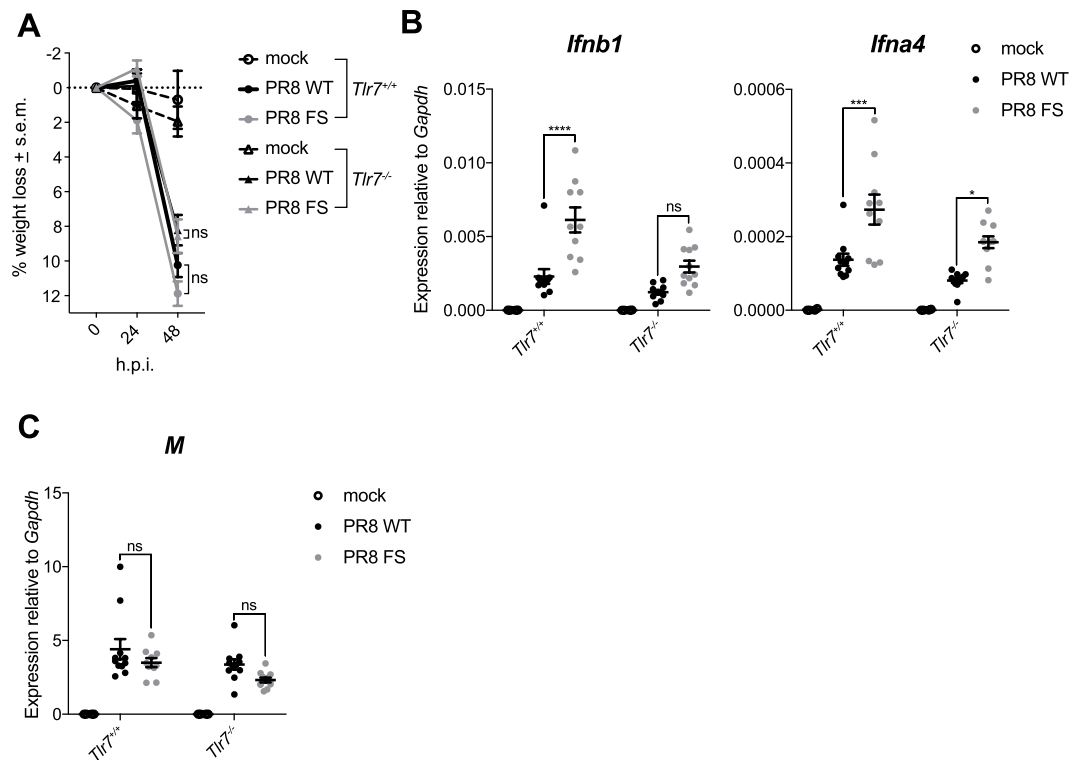 A
-2
0
2
4
6
8
10
12
% weight loss ± s.e.m.
0
24
48
h.p.i.
ns
ns
mock
PR8 WT
PR8 FS
Tlr7+/+
mock
PR8 WT
PR8 FS
Tlr7-/-
B
Ifnb1
Expression relative to Gapdh
0.015
0.010
0.005
0.000
****
ns
Tlr7+/+
Tlr7-/-
Ifna4
0.0006
0.0004
0.0002
0.0000
***
*
Tlr7+/+
Tlr7-/-
mock
PR8 WT
PR8 FS
C
M
Expression relative to Gapdh
15
10
5
0
ns
ns
Tlr7+/+
Tlr7-/-
mock
PR8 WT
PR8 FS